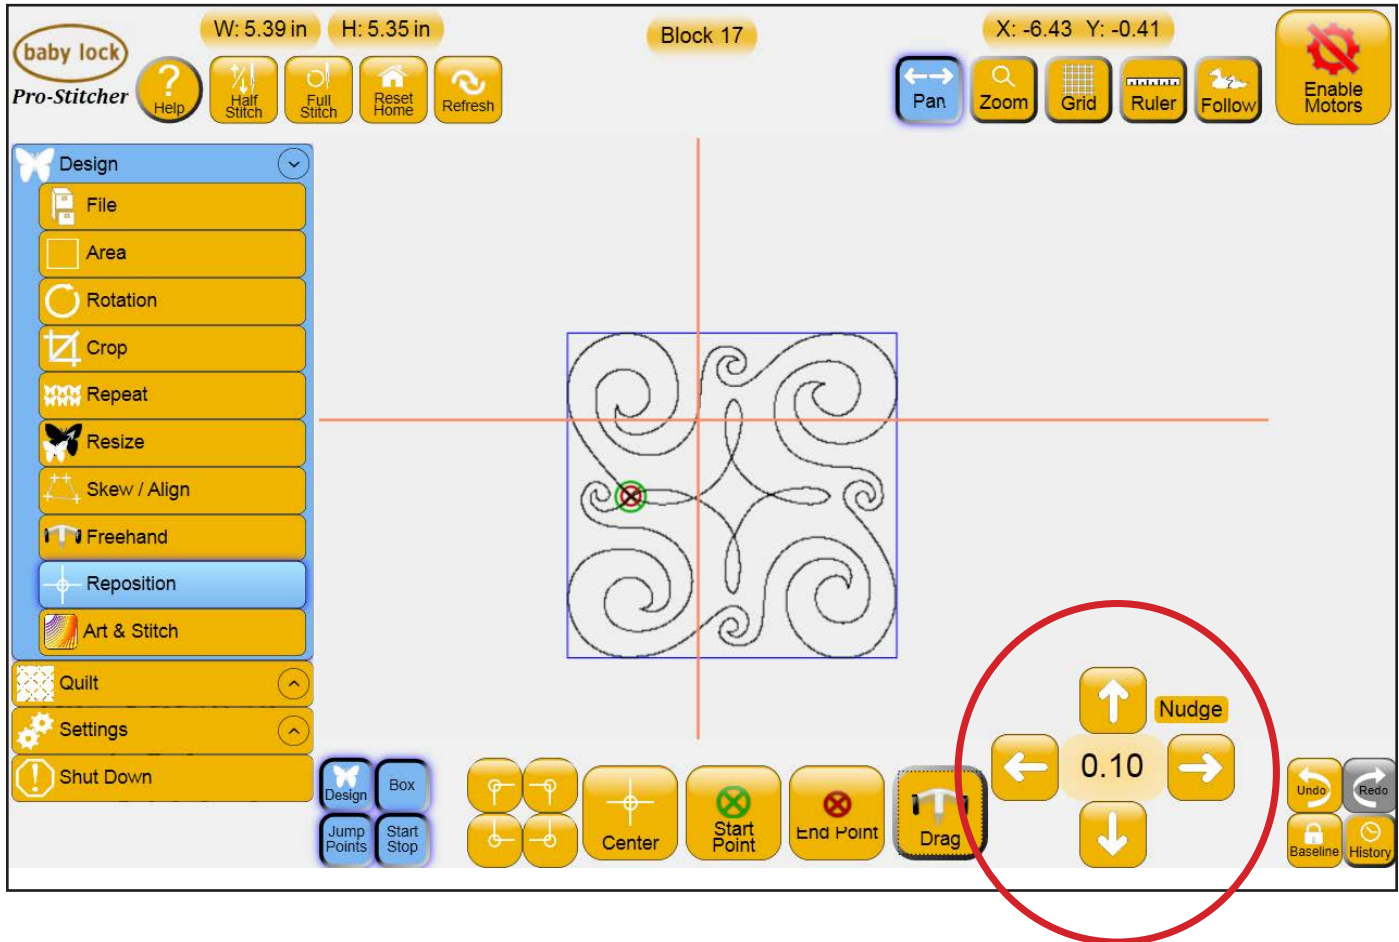 W: 5.39 in H: 5.35 in
Block 17
X: -6.43 Y: -0.41
baby lock
Pro-Stitcher
Help
Half
Stitch
Full
Stitch
Reset
Home
Refresh
Pan
Zoom
Grid
Ruler
Follow
Enable
Motors
Design
File
Area
Rotation
Crop
Repeat
Resize
Skew / Align
Freehand
Reposition
Art & Stitch
Quilt
Settings
Shut Down
Design
Box
Jump
Points
Start
Stop
Center
Start
Point
End Point
Drag
Nudge
0.10
Undo
Redo
Baseline
History